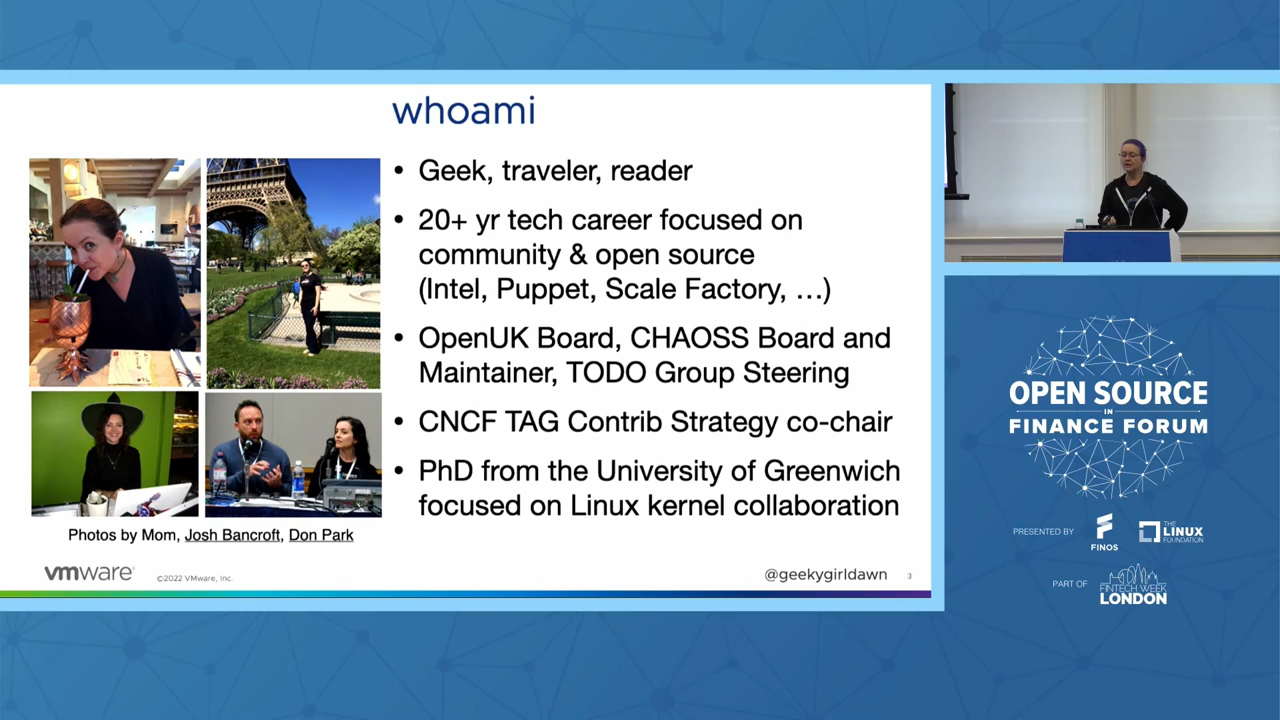 whoami
• Geek, traveler, reader
• 20+ yr tech career focused on
community & open source
(Intel, Puppet, Scale Factory, …)
• OpenUK Board, CHAOSS Board and
Maintainer, TODO Group Steering
• CNCF TAG Contrib Strategy co-chair
• PhD from the University of Greenwich
focused on Linux kernel collaboration
Photos by Mom, Josh Bancroft, Don Park
vmware®
©2022 VMware, Inc.
@geekygirldawn
3
OPEN SOURCE
IN
FINANCE FORUM
PRESENTED BY
FINOS
THE
LINUX
FOUNDATION
PART OF
FINTECH WEEK
LONDON